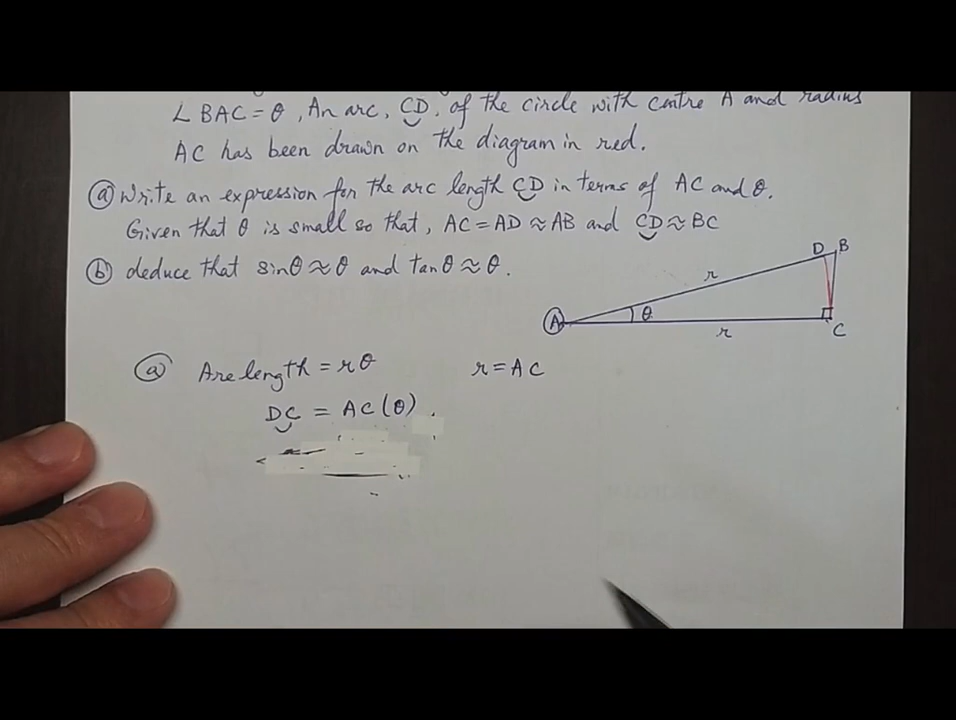 ∠BAC = θ, An arc, CD, of the circle with centre A and radius
AC has been drawn on the diagram in red.
(a) Write an expression for the arc length CD in terms of AC and θ.
Given that θ is small so that, AC = AD ≈ AB and CD ≈ BC
(b) deduce that sinθ ≈ θ and tanθ ≈ θ.
D B
r
A θ
r C
(a) Arc length = rθ r = AC
DC = AC(θ).